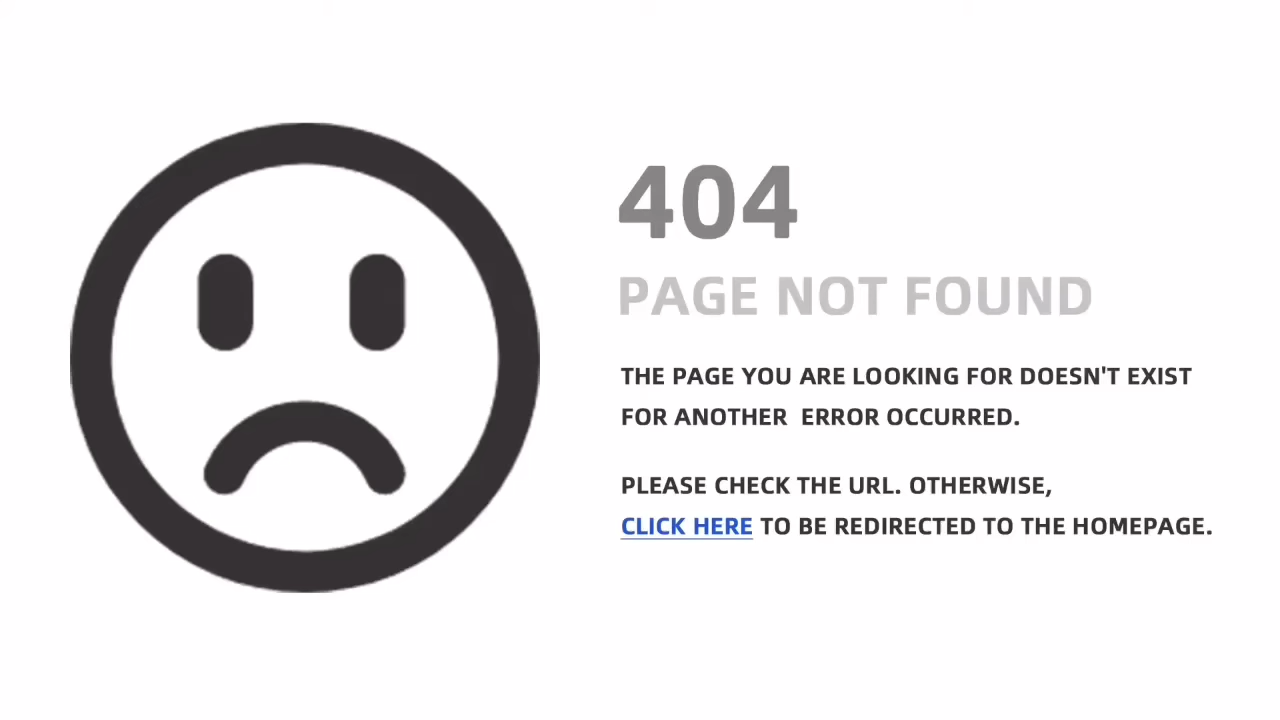 404
PAGE NOT FOUND
THE PAGE YOU ARE LOOKING FOR DOESN'T EXIST
FOR ANOTHER  ERROR OCCURRED.
PLEASE CHECK THE URL. OTHERWISE,
CLICK HERE TO BE REDIRECTED TO THE HOMEPAGE.